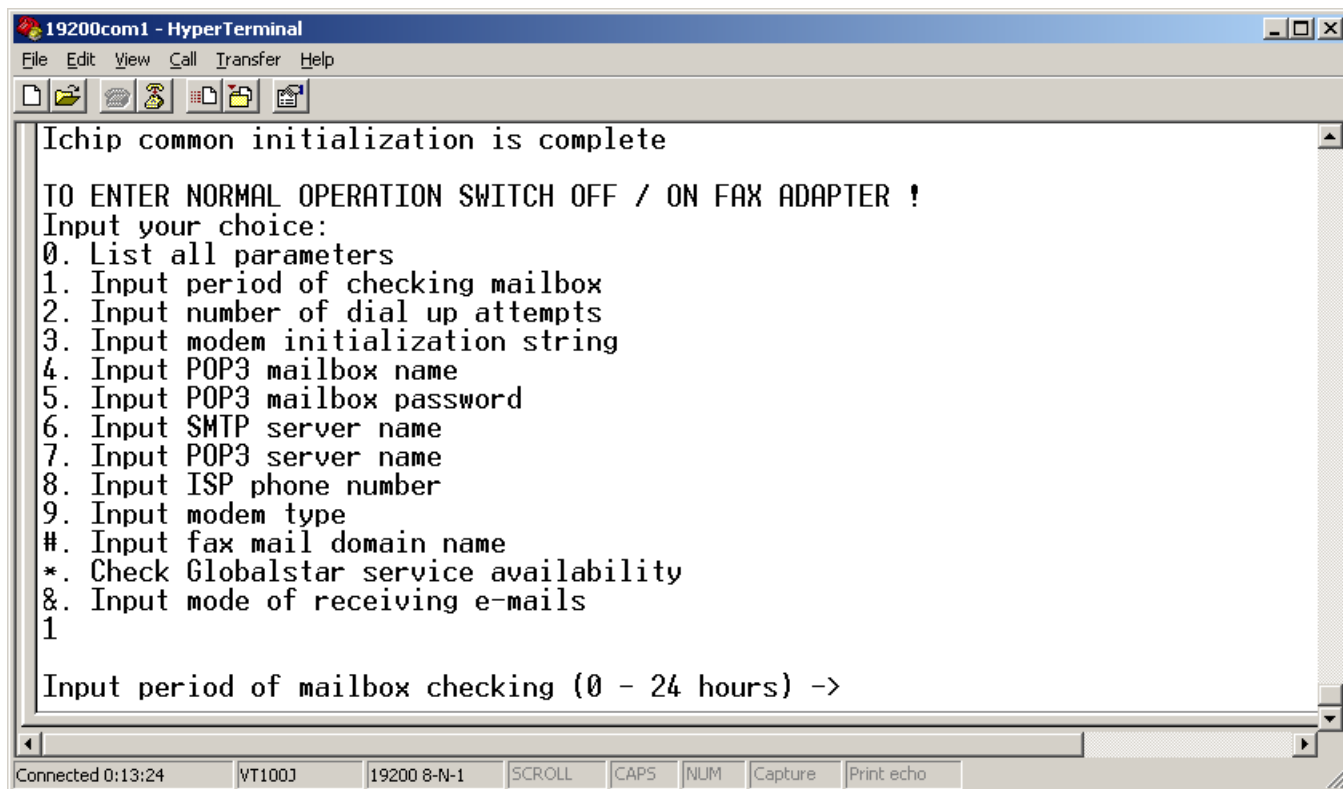 19200com1 - HyperTerminal
File Edit View Call Transfer Help
Ichip common initialization is complete
TO ENTER NORMAL OPERATION SWITCH OFF / ON FAX ADAPTER !
Input your choice:
0. List all parameters
1. Input period of checking mailbox
2. Input number of dial up attempts
3. Input modem initialization string
4. Input POP3 mailbox name
5. Input POP3 mailbox password
6. Input SMTP server name
7. Input POP3 server name
8. Input ISP phone number
9. Input modem type
#. Input fax mail domain name
*. Check Globalstar service availability
&. Input mode of receiving e-mails
1
Input period of mailbox checking (0 - 24 hours) ->
Connected 0:13:24 VT100J 19200 8-N-1 SCROLL CAPS NUM Capture Print echo